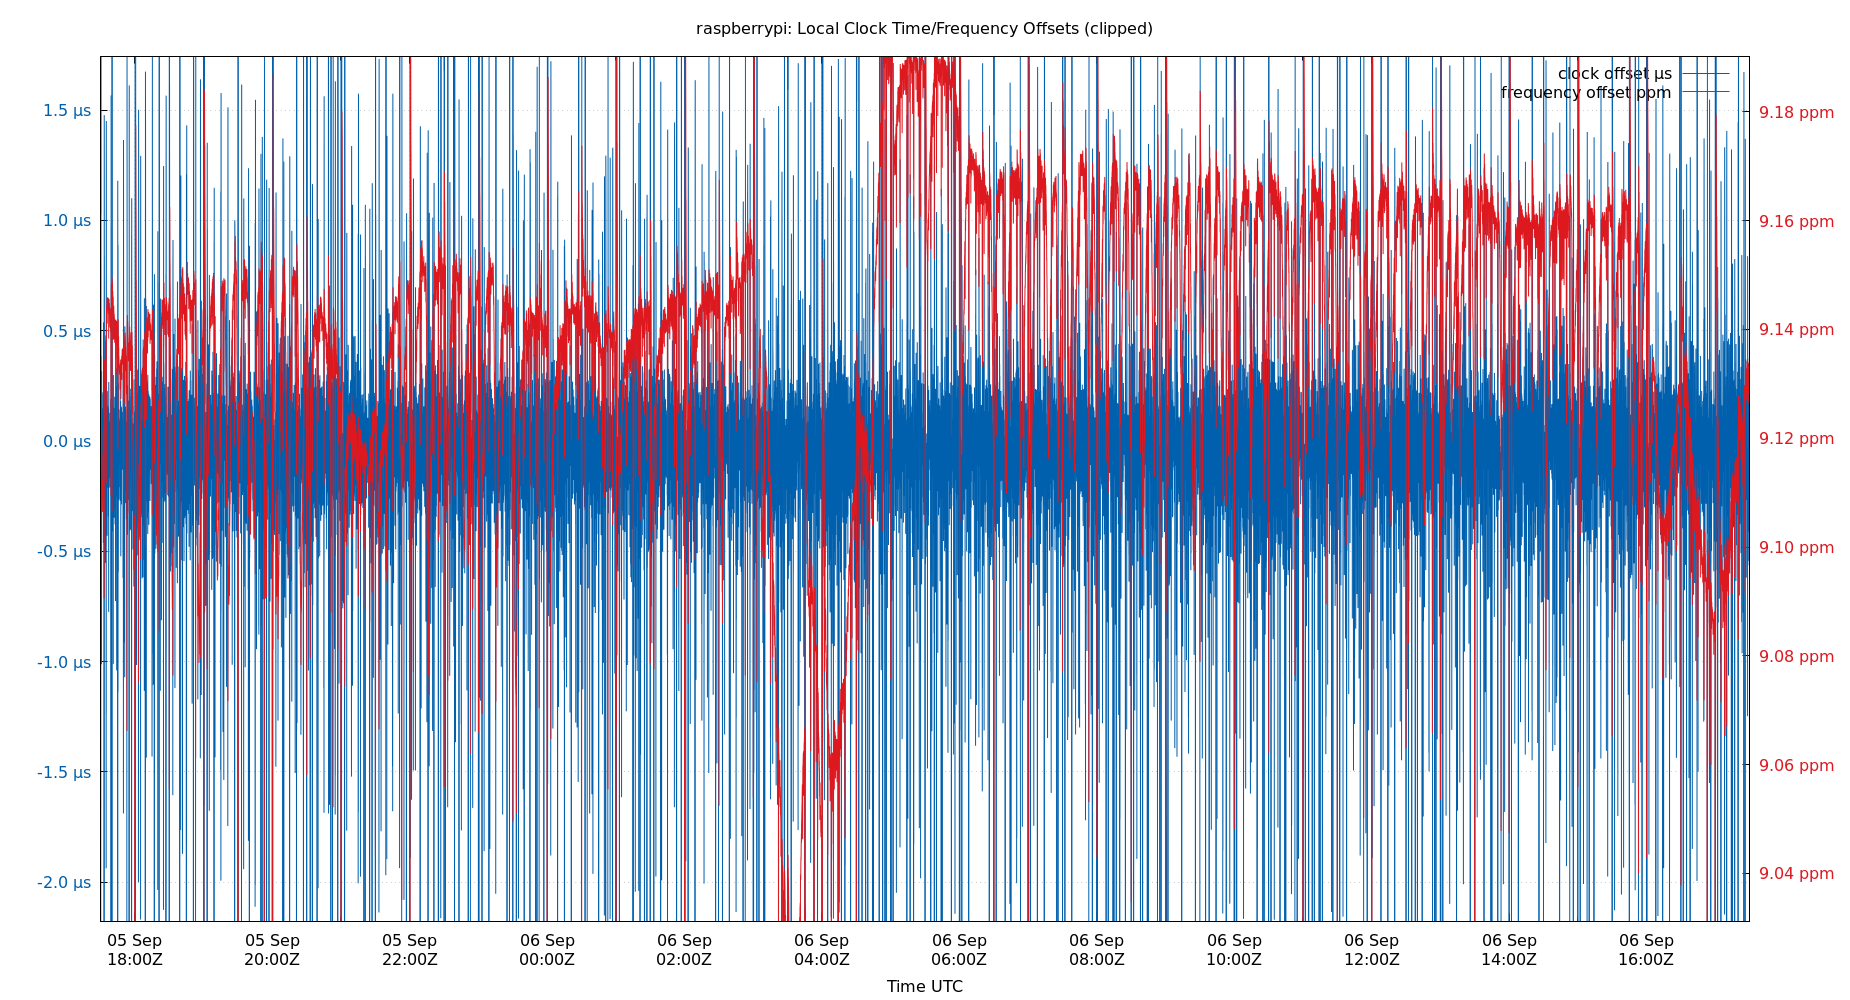 raspberrypi: Local Clock Time/Frequency Offsets (clipped)
clock offset µs
frequency offset ppm
1.5 µs
1.0 µs
0.5 µs
0.0 µs
-0.5 µs
-1.0 µs
-1.5 µs
-2.0 µs
9.18 ppm
9.16 ppm
9.14 ppm
9.12 ppm
9.10 ppm
9.08 ppm
9.06 ppm
9.04 ppm
05 Sep 05 Sep 05 Sep 06 Sep 06 Sep 06 Sep 06 Sep 06 Sep 06 Sep 06 Sep 06 Sep 06 Sep
18:00Z 20:00Z 22:00Z 00:00Z 02:00Z 04:00Z 06:00Z 08:00Z 10:00Z 12:00Z 14:00Z 16:00Z
Time UTC